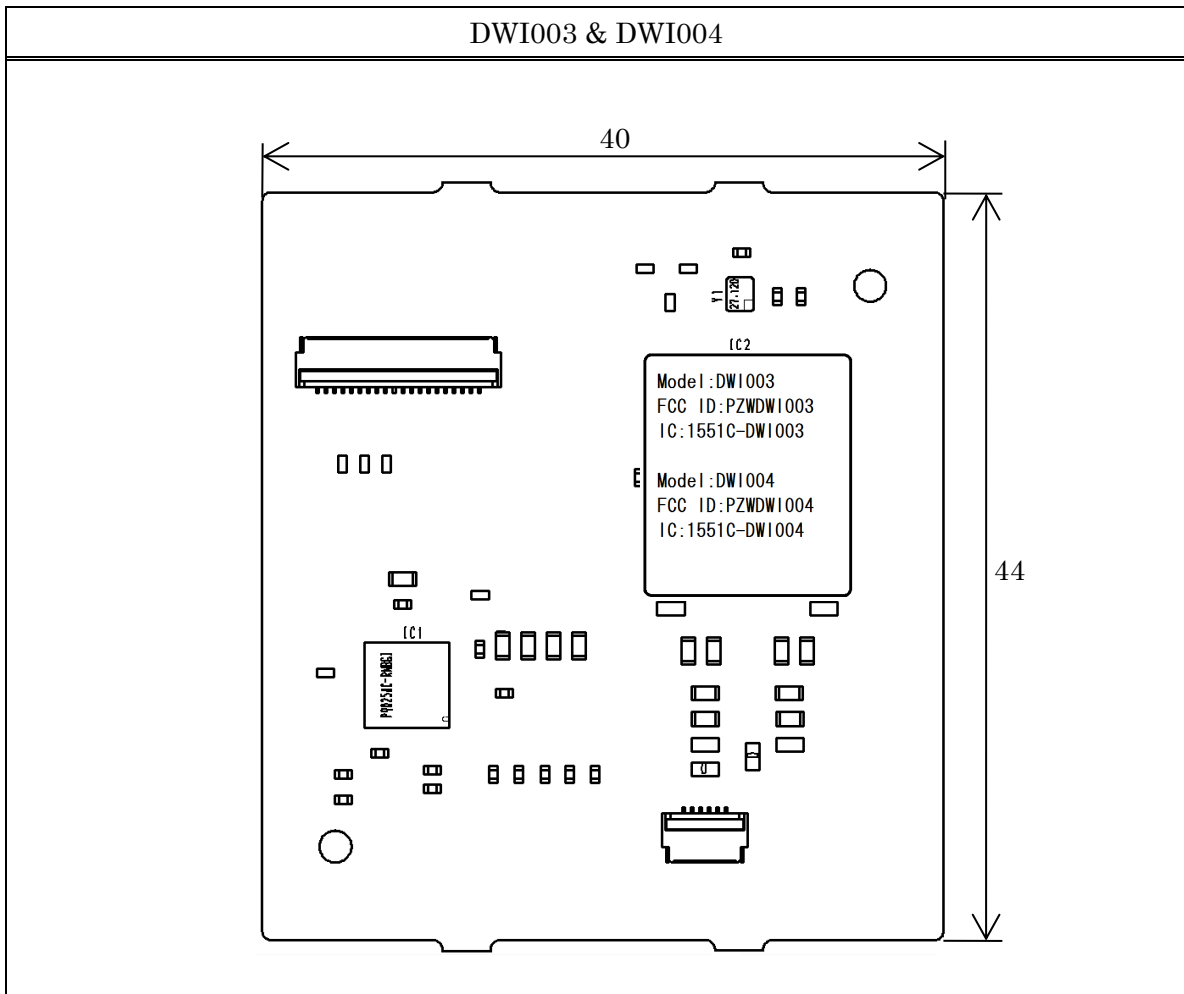 DWI003 & DWI004
40
Y1
27.120
IC2
Model:DWI003
FCC ID:PZWDWI003
IC:1551C-DWI003
Model:DWI004
FCC ID:PZWDWI004
IC:1551C-DWI004
44
IC1